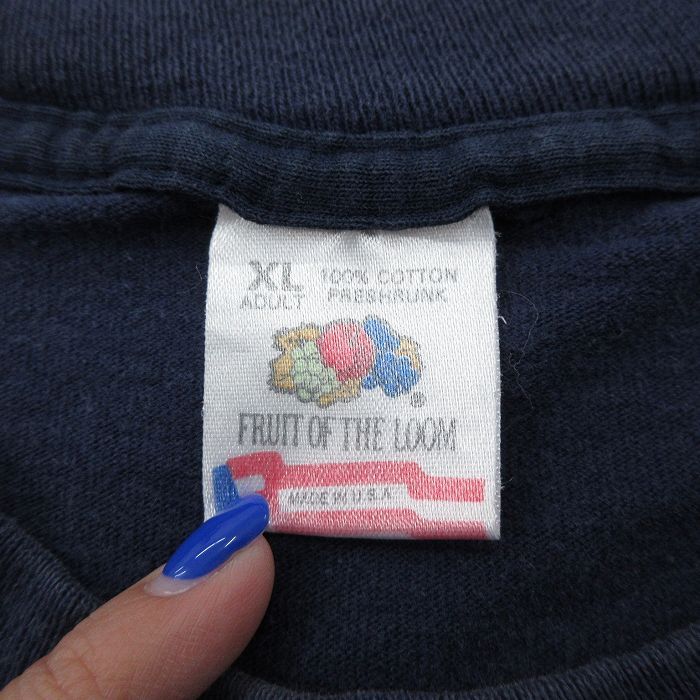 XL 100% COTTON
ADULT PRESHRUNK
®
FRUIT OF THE LOOM
MADE IN U.S.A